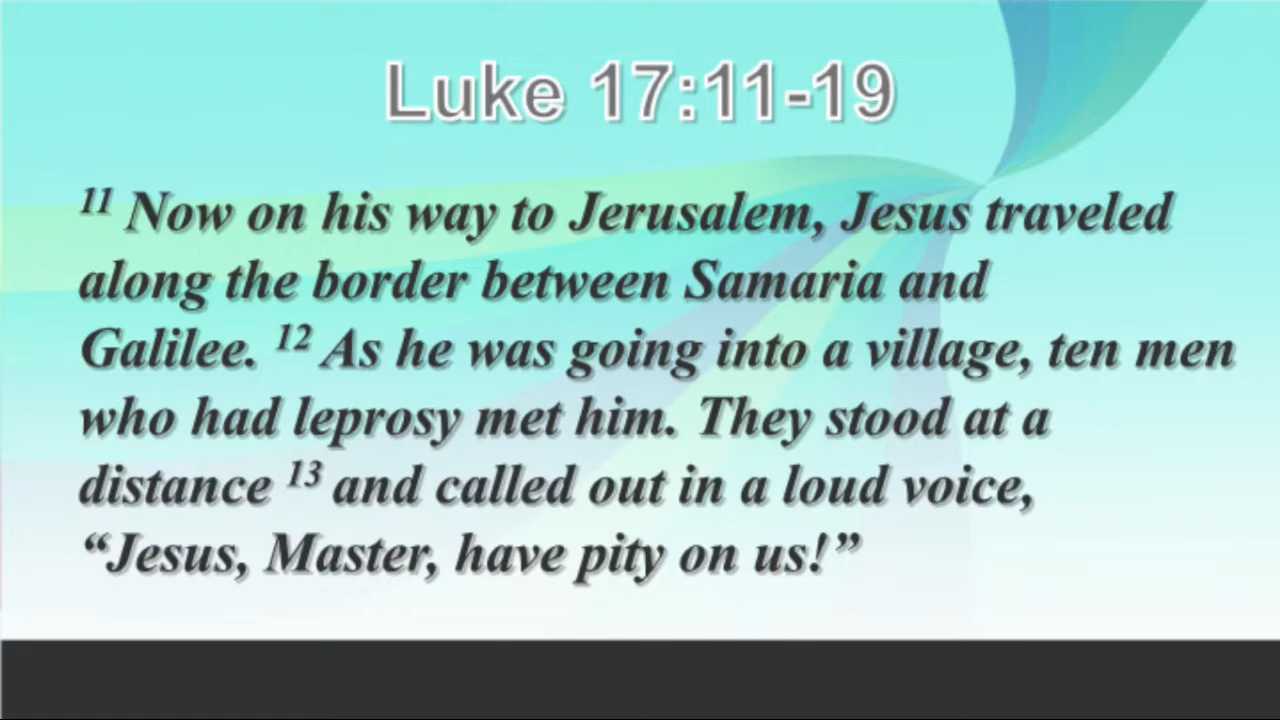 Luke 17:11-19
11 Now on his way to Jerusalem, Jesus traveled
along the border between Samaria and
Galilee. 12 As he was going into a village, ten men
who had leprosy met him. They stood at a
distance 13 and called out in a loud voice,
“Jesus, Master, have pity on us!”